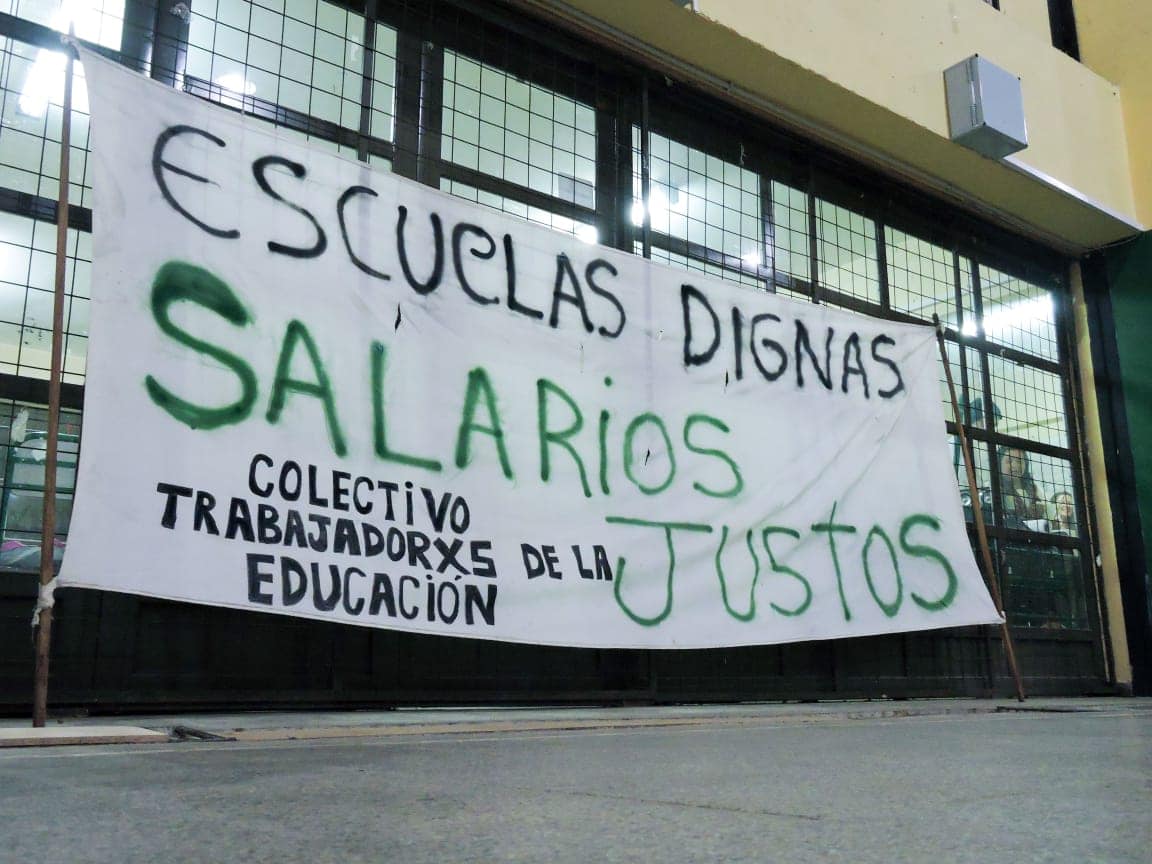 ESCUELAS DIGNAS
SALARIOS
JUSTOS
COLECTIVO
TRABAJADORXS DE LA
EDUCACIÓN